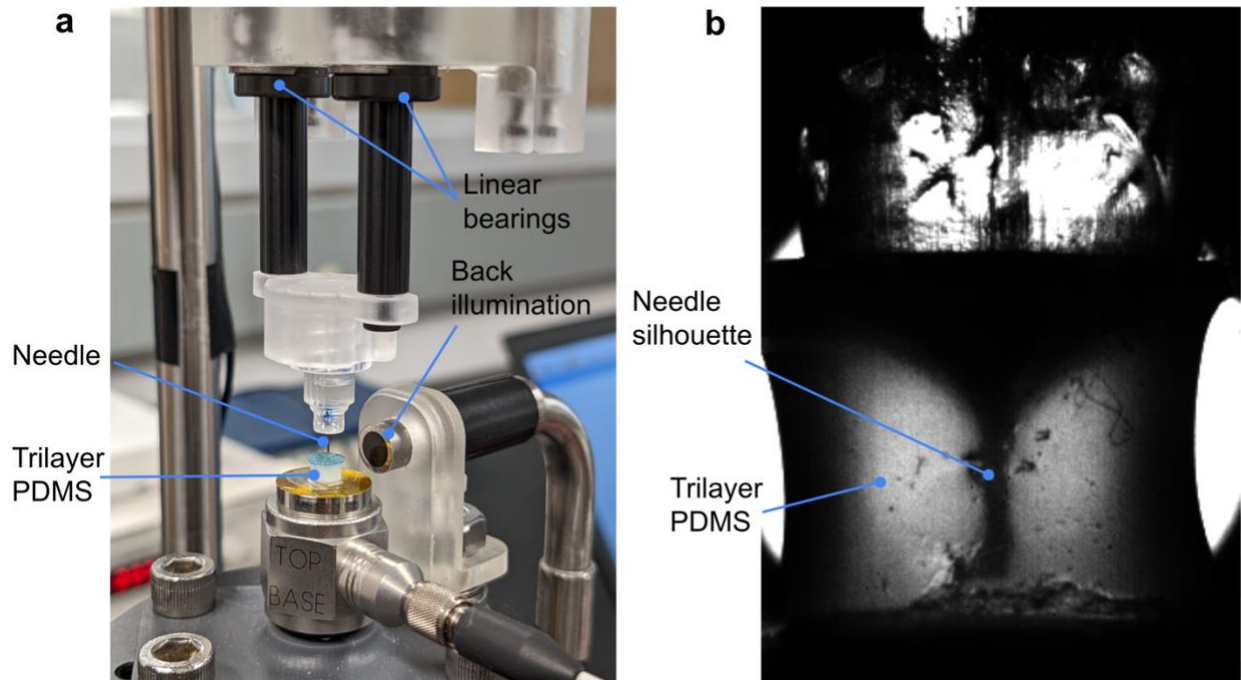 a
Linear
bearings
Back
illumination
Needle
Trilayer
PDMS
TOP
BASE
b
Needle
silhouette
Trilayer
PDMS